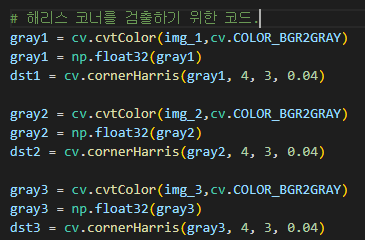 # 해리스 코너를 검출하기 위한 코드.
gray1 = cv.cvtColor(img_1,cv.COLOR_BGR2GRAY)
gray1 = np.float32(gray1)
dst1 = cv.cornerHarris(gray1, 4, 3, 0.04)
gray2 = cv.cvtColor(img_2,cv.COLOR_BGR2GRAY)
gray2 = np.float32(gray2)
dst2 = cv.cornerHarris(gray2, 4, 3, 0.04)
gray3 = cv.cvtColor(img_3,cv.COLOR_BGR2GRAY)
gray3 = np.float32(gray3)
dst3 = cv.cornerHarris(gray3, 4, 3, 0.04)